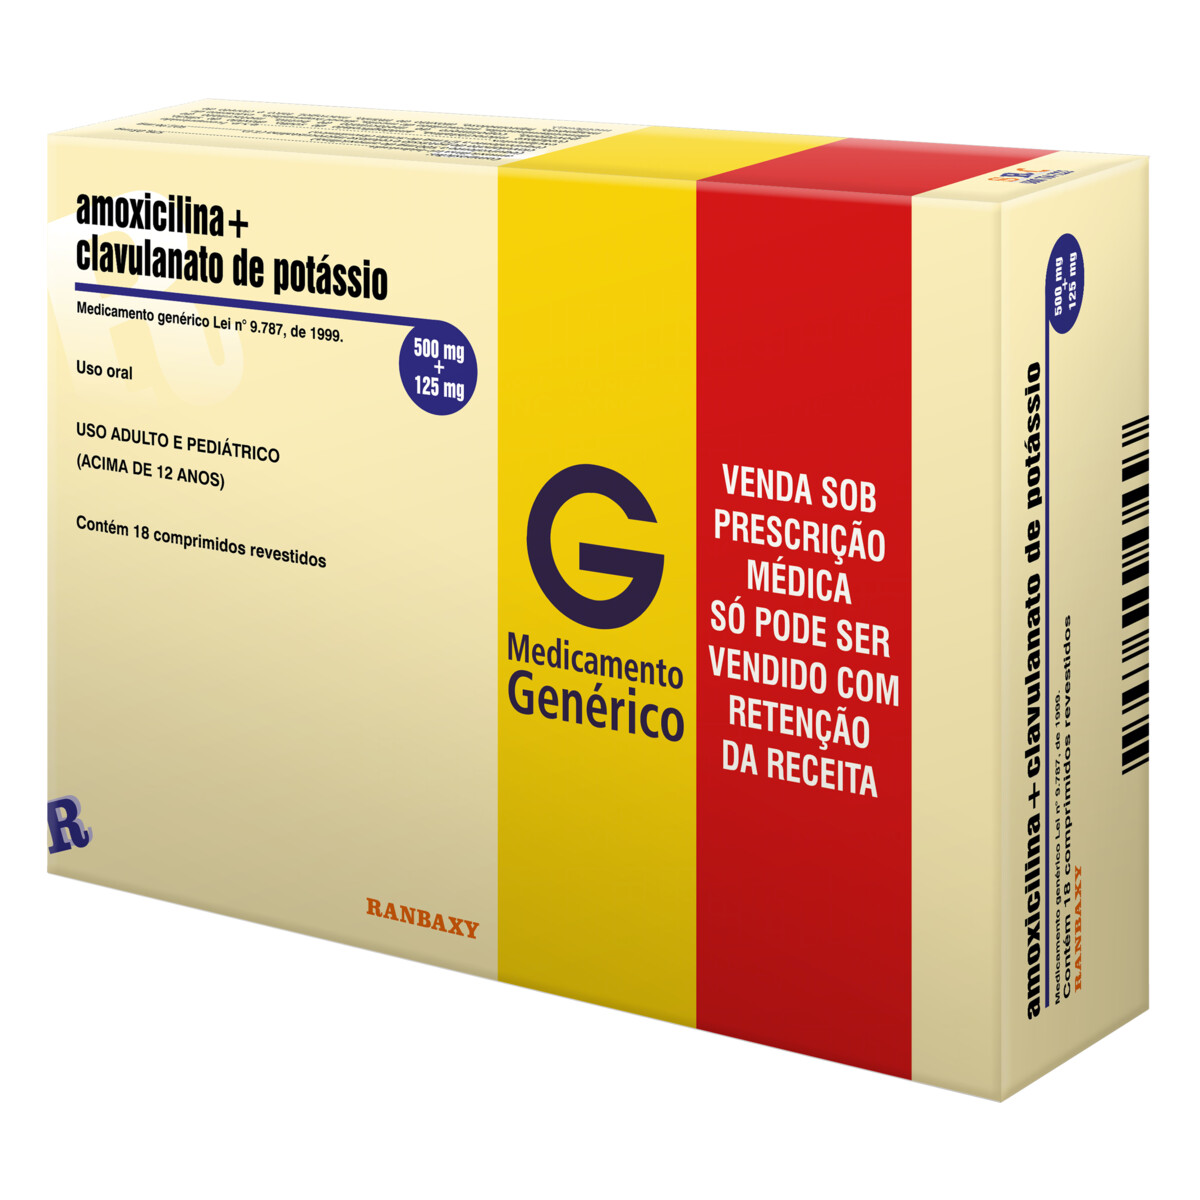 amoxicilina+
clavulanato de potássio
Medicamento genérico Lei nº 9.787, de 1999.
500 mg
+
125 mg
Uso oral
USO ADULTO E PEDIÁTRICO
(ACIMA DE 12 ANOS)
Contém 18 comprimidos revestidos
R
RANBAXY
G
Medicamento
Genérico
VENDA SOB
PRESCRIÇÃO
MÉDICA
SÓ PODE SER
VENDIDO COM
RETENÇÃO
DA RECEITA
SAC
500 mg
+
125 mg
amoxicilina + clavulanato de potássio
Medicamento genérico Lei nº 9.787, de 1999.
Contém 18 comprimidos revestidos
RANBAXY